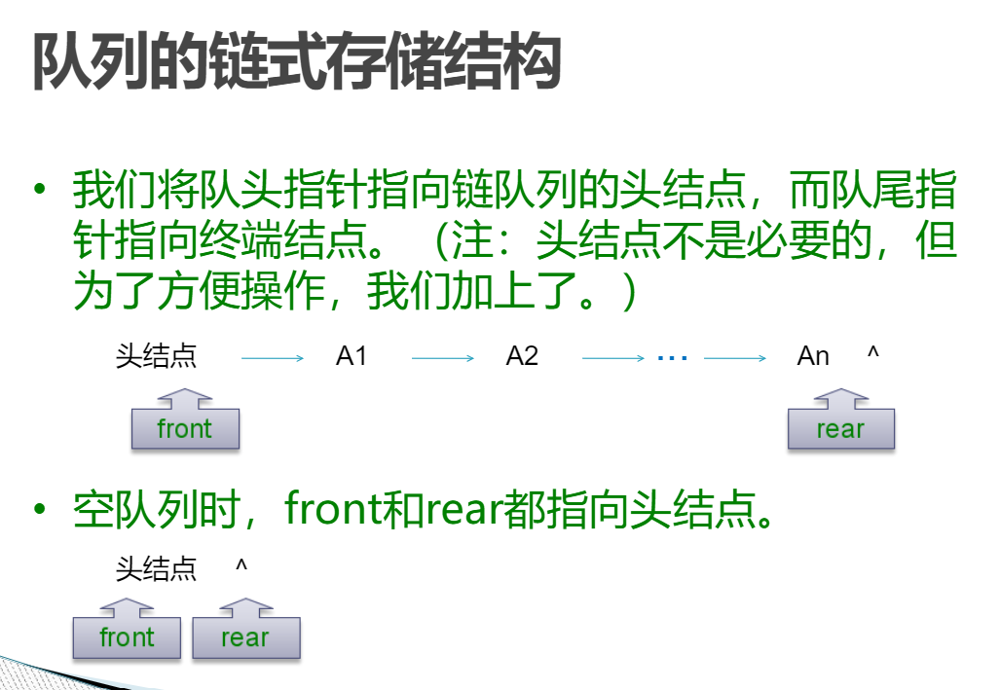 队列的链式存储结构
• 我们将队头指针指向链队列的头结点，而队尾指
针指向终端结点。（注：头结点不是必要的，但
为了方便操作，我们加上了。）
头结点 → A1 → A2 → … → An ^
front rear
• 空队列时，front和rear都指向头结点。
头结点 ^
front rear